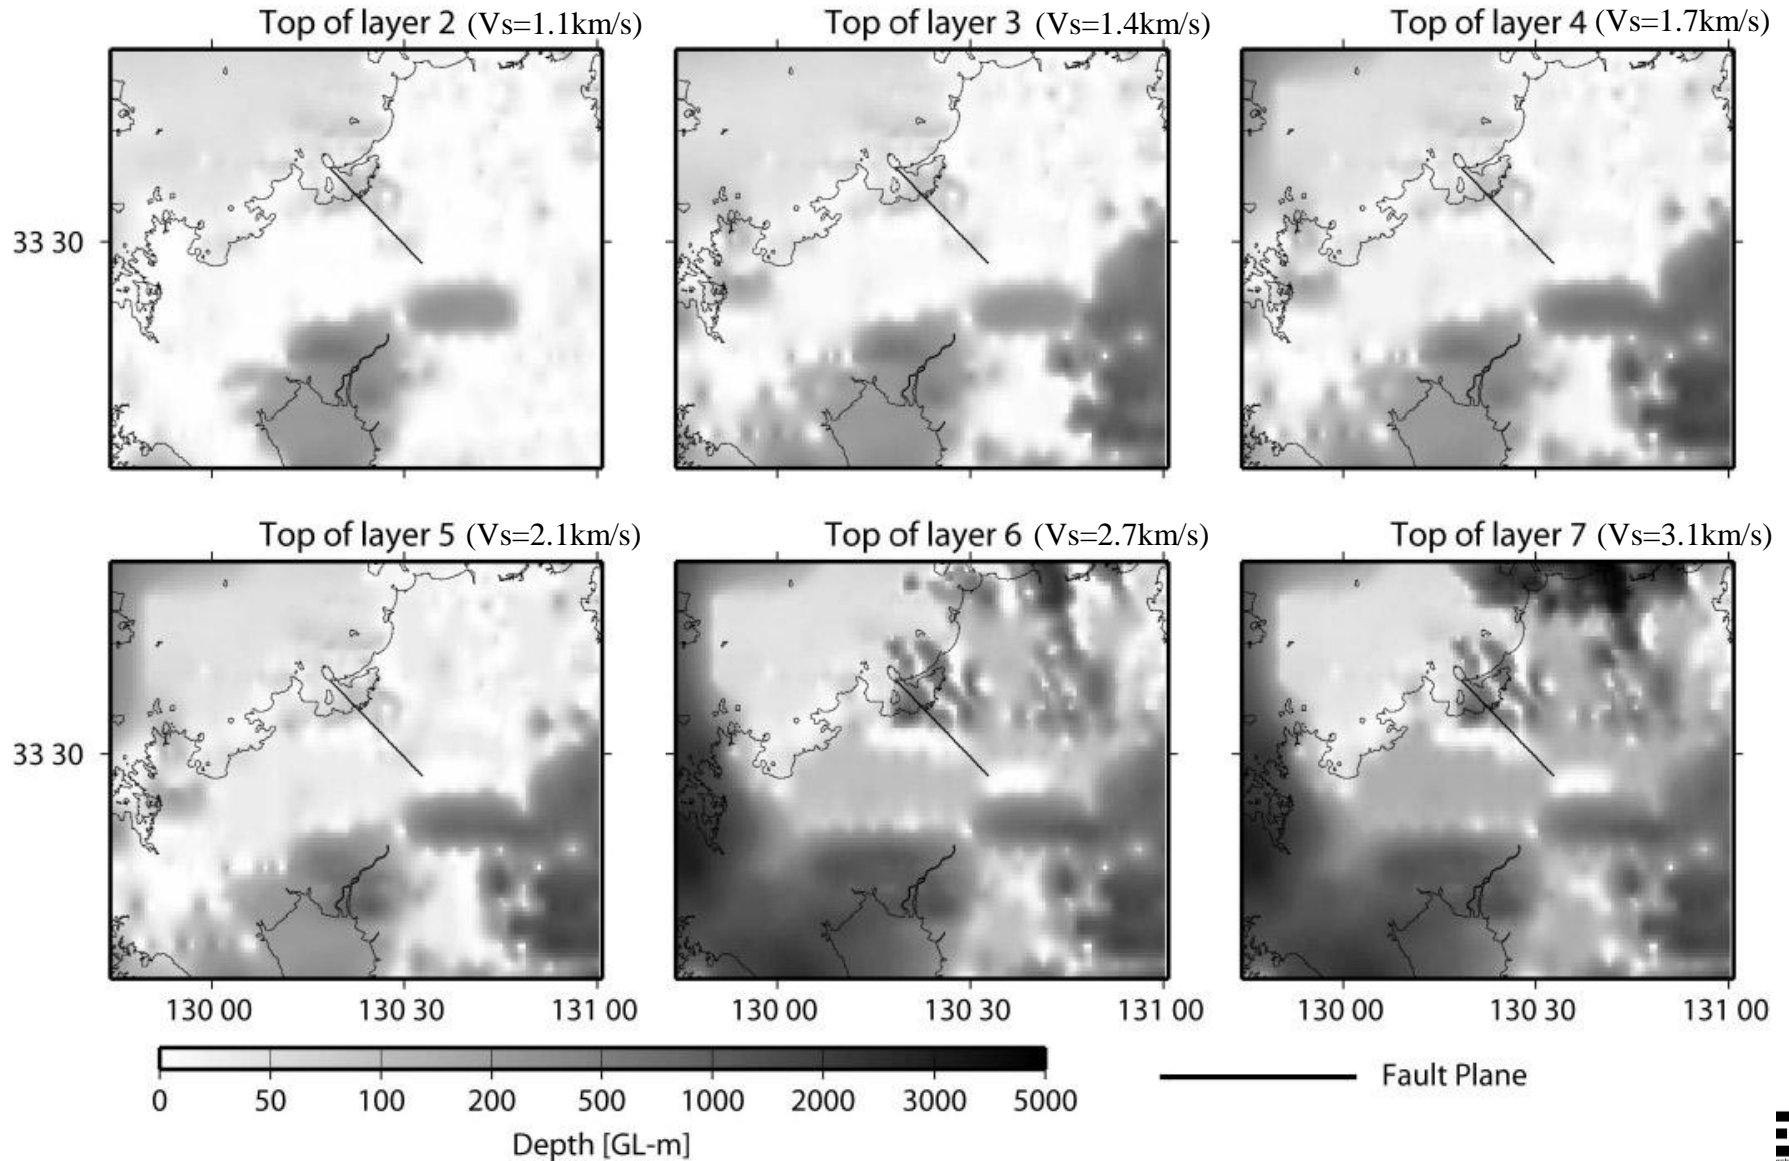 Top of layer 2 (Vs=1.1km/s)
Top of layer 3 (Vs=1.4km/s)
Top of layer 4 (Vs=1.7km/s)
33 30
Top of layer 5 (Vs=2.1km/s)
Top of layer 6 (Vs=2.7km/s)
Top of layer 7 (Vs=3.1km/s)
33 30
130 00 130 30 131 00
130 00 130 30 131 00
130 00 130 30 131 00
0 50 100 200 500 1000 2000 3000 5000
Depth [GL-m]
Fault Plane